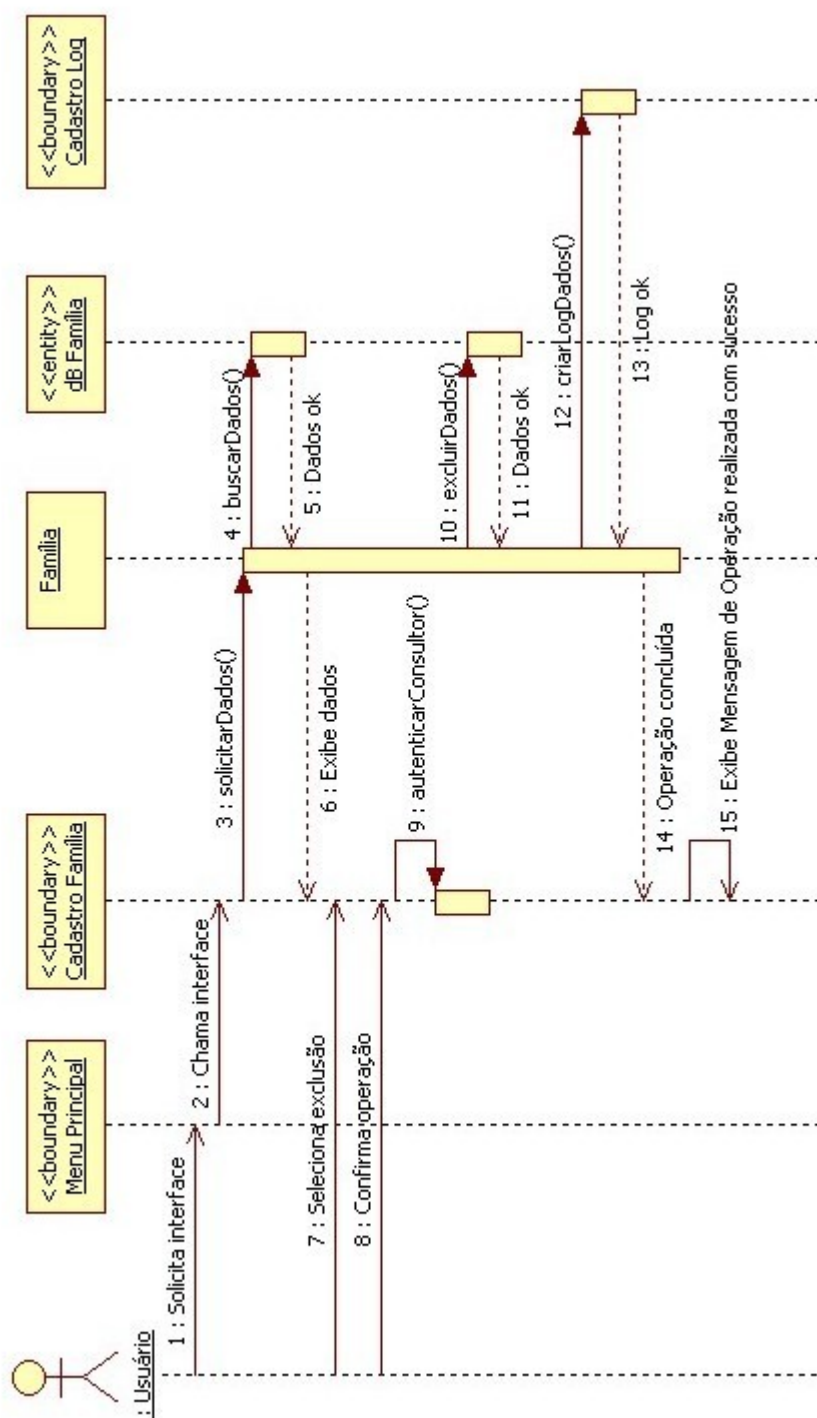 : Usuário
<<boundary>>
Menu Principal
<<boundary>>
Cadastro Família
Família
<<entity>>
dB Família
<<boundary>>
Cadastro Log
1 : Solicita interface
2 : Chama interface
3 : solicitarDados()
4 : buscarDados()
5 : Dados ok
6 : Exibe dados
7 : Seleciona exclusão
8 : Confirma operação
9 : autenticarConsultor()
10 : excluirDados()
11 : Dados ok
12 : criarLogDados()
13 : Log ok
14 : Operação concluída
15 : Exibe Mensagem de Operação realizada com sucesso